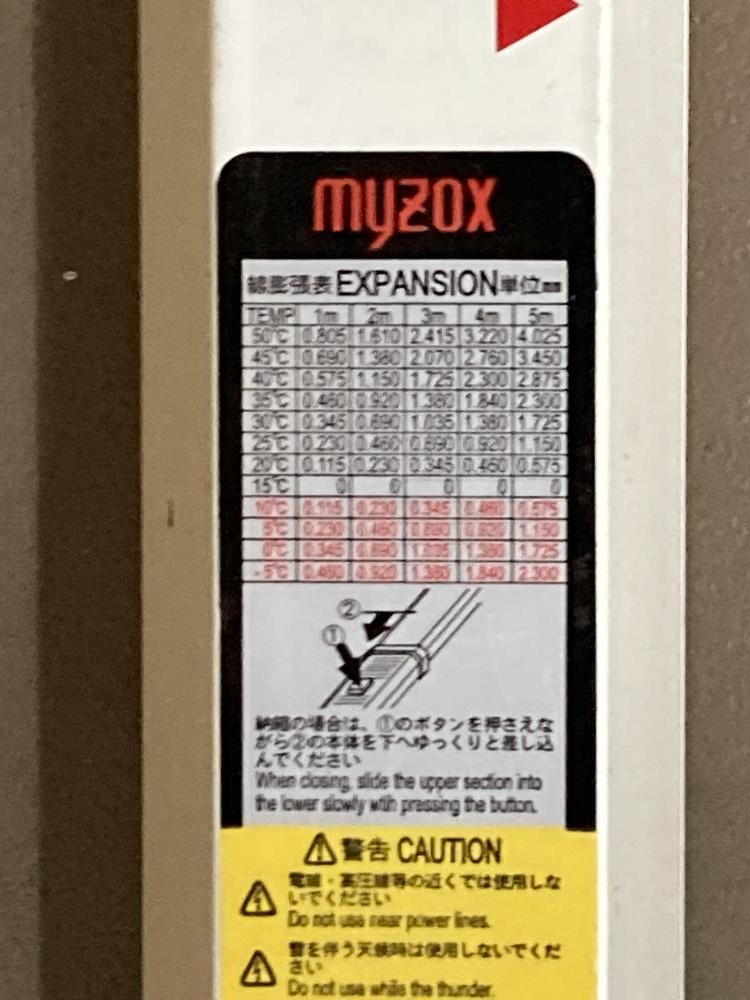 myzox
線膨張表EXPANSION単位mm
TEMP 1m 2m 3m 4m 5m
50℃ 0.805 1.610 2.415 3.220 4.025
45℃ 0.690 1.380 2.070 2.760 3.450
40℃ 0.575 1.150 1.725 2.300 2.875
35℃ 0.460 0.920 1.380 1.840 2.300
30℃ 0.345 0.690 1.035 1.380 1.725
25℃ 0.230 0.460 0.690 0.920 1.150
20℃ 0.115 0.230 0.345 0.460 0.575
15℃ 0 0 0 0 0
10℃ 0.115 0.230 0.345 0.460 0.575
5℃ 0.230 0.460 0.690 0.920 1.150
0℃ 0.345 0.690 1.035 1.380 1.725
-5℃ 0.460 0.920 1.380 1.840 2.300
②
①
納縮の場合は、①のボタンを押さえな
がら②の本体を下へゆっくりと差し込
んでください
When closing, slide the upper section into
the lower slowly wtih pressing the button.
警告 CAUTION
電線・高圧線等の近くでは使用しな
いでください
Do not use near power lines.
雷を伴う天候時は使用しないでくだ
さい
Do not use while the thunder.